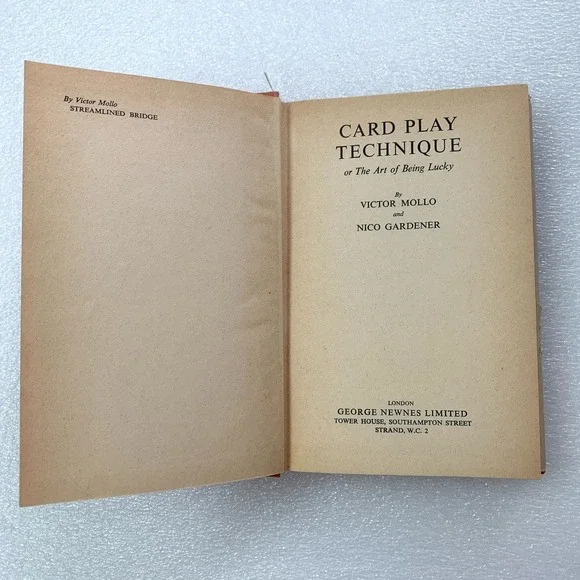 By Victor Mollo
STREAMLINED BRIDGE
CARD PLAY
TECHNIQUE
or The Art of Being Lucky
By
VICTOR MOLLO
and
NICO GARDENER
LONDON
GEORGE NEWNES LIMITED
TOWER HOUSE, SOUTHAMPTON STREET
STRAND, W.C. 2